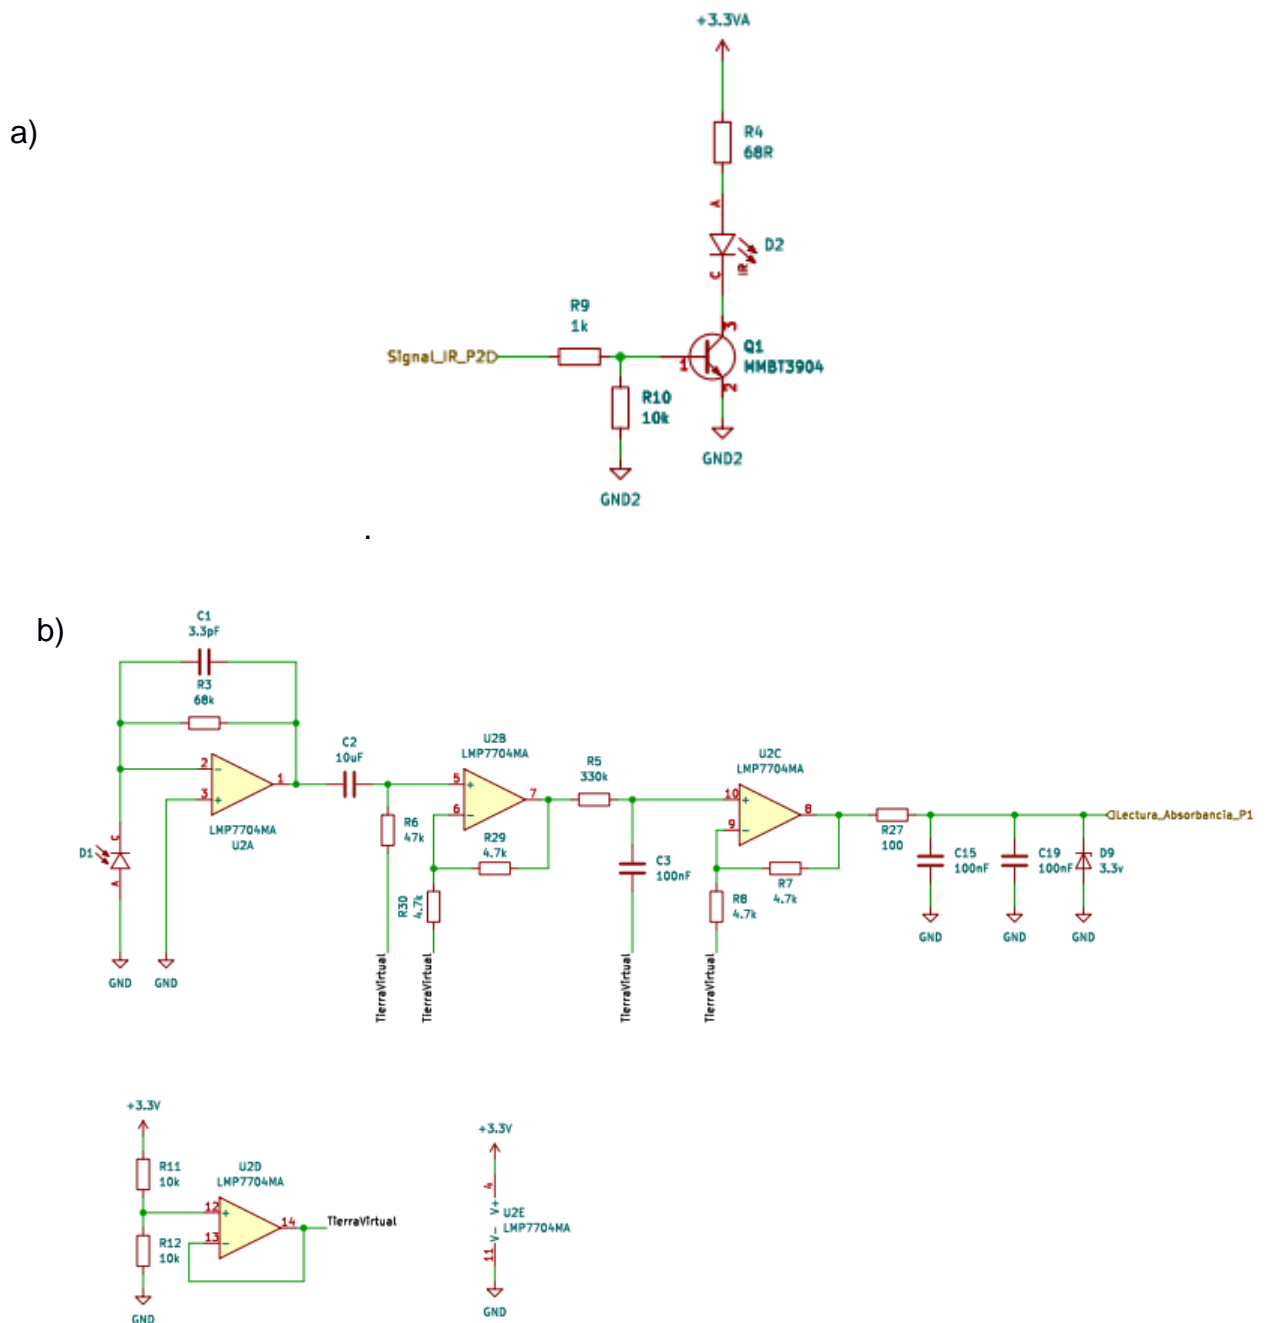 a)
+3.3VA
R4
68R
A
D2
IR
C
R9
1k
Signal_IR_P2
3
Q1
MMBT3904
1
2
R10
10k
GND2
GND2
.
b)
C1
3.3pF
R3
68k
2
-
1
3
+
LMP7704MA
U2A
D1
C
A
GND
GND
C2
10uF
R6
47k
TierraVirtual
U2B
LMP7704MA
5
+
7
6
-
R29
4.7k
R30
4.7k
TierraVirtual
R5
330k
C3
100nF
TierraVirtual
U2C
LMP7704MA
10
+
8
9
-
R7
4.7k
R8
4.7k
TierraVirtual
R27
100
C15
100nF
GND
C19
100nF
GND
D9
3.3v
GND
Lectura_Absorbancia_P1
+3.3V
R11
10k
R12
10k
GND
U2D
LMP7704MA
12
+
14
13
-
TierraVirtual
+3.3V
4
V+
U2E
LMP7704MA
V-
11
GND